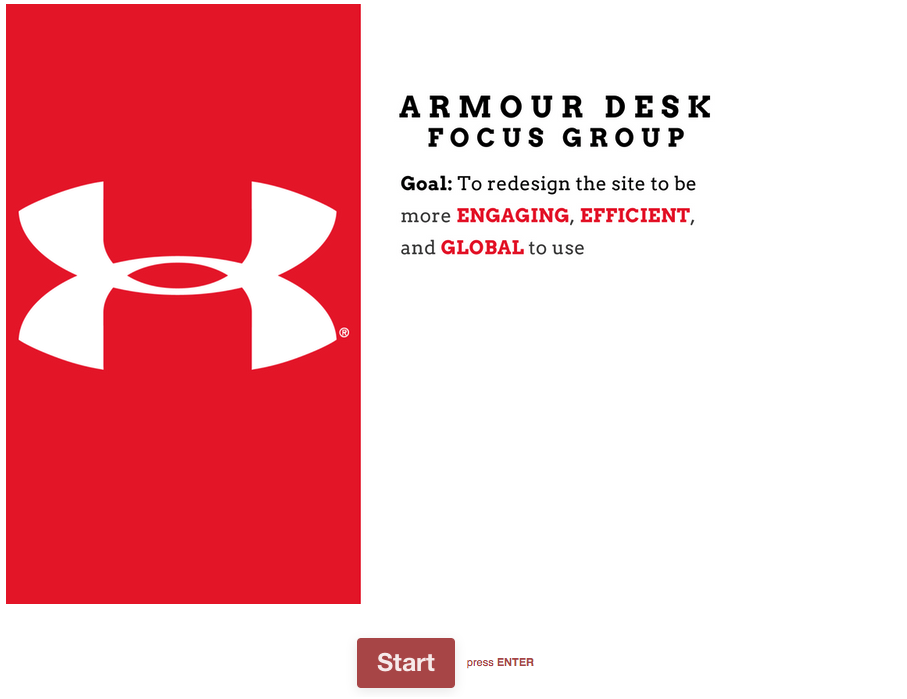 ARMOUR DESK
FOCUS GROUP
Goal: To redesign the site to be
more ENGAGING, EFFICIENT,
and GLOBAL to use
®
Start press ENTER